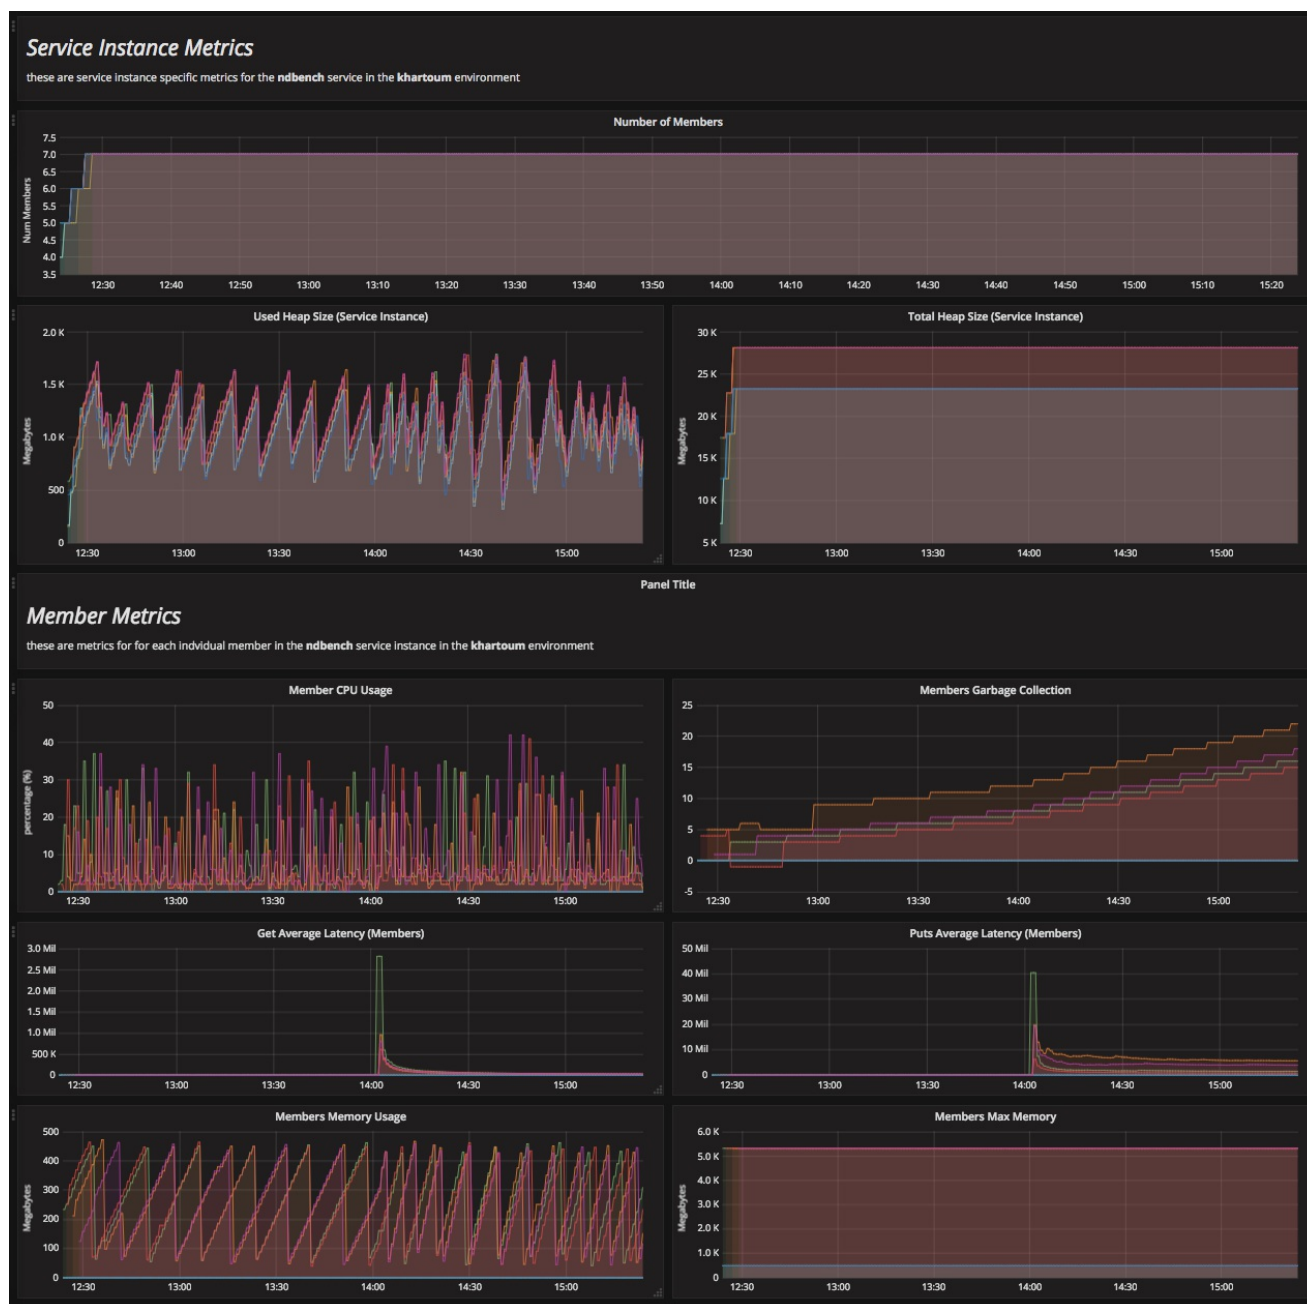 Service Instance Metrics
these are service instance specific metrics for the ndbench service in the khartoum environment
Number of Members
7.5
7.0
6.5
6.0
5.5
5.0
4.5
4.0
3.5
Num Members
12:30 12:40 12:50 13:00 13:10 13:20 13:30 13:40 13:50 14:00 14:10 14:20 14:30 14:40 14:50 15:00 15:10 15:20
Used Heap Size (Service Instance)
2.0 K
1.5 K
1.0 K
500
0
Megabytes
12:30 13:00 13:30 14:00 14:30 15:00
Total Heap Size (Service Instance)
30 K
25 K
20 K
15 K
10 K
5 K
Megabytes
12:30 13:00 13:30 14:00 14:30 15:00
Panel Title
Member Metrics
these are metrics for for each indvidual member in the ndbench service instance in the khartoum environment
Member CPU Usage
50
40
30
20
10
0
percentage (%)
12:30 13:00 13:30 14:00 14:30 15:00
Members Garbage Collection
25
20
15
10
5
0
-5
12:30 13:00 13:30 14:00 14:30 15:00
Get Average Latency (Members)
3.0 Mil
2.5 Mil
2.0 Mil
1.5 Mil
1.0 Mil
500 K
0
12:30 13:00 13:30 14:00 14:30 15:00
Puts Average Latency (Members)
50 Mil
40 Mil
30 Mil
20 Mil
10 Mil
0
12:30 13:00 13:30 14:00 14:30 15:00
Members Memory Usage
500
400
300
200
100
0
Megabytes
12:30 13:00 13:30 14:00 14:30 15:00
Members Max Memory
6.0 K
5.0 K
4.0 K
3.0 K
2.0 K
1.0 K
0
Megabytes
12:30 13:00 13:30 14:00 14:30 15:00